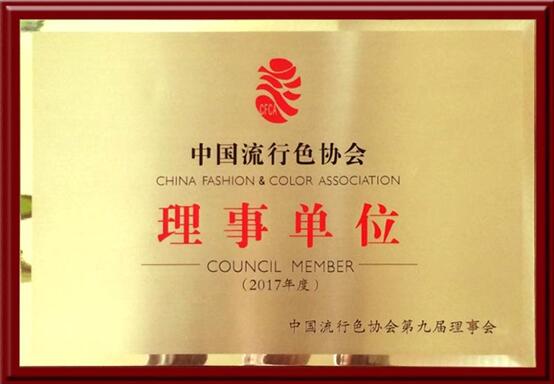 CFCA
中国流行色协会
CHINA FASHION & COLOR ASSOCIATION
理事单位
COUNCIL MEMBER
(2017年度)
中国流行色协会第九届理事会